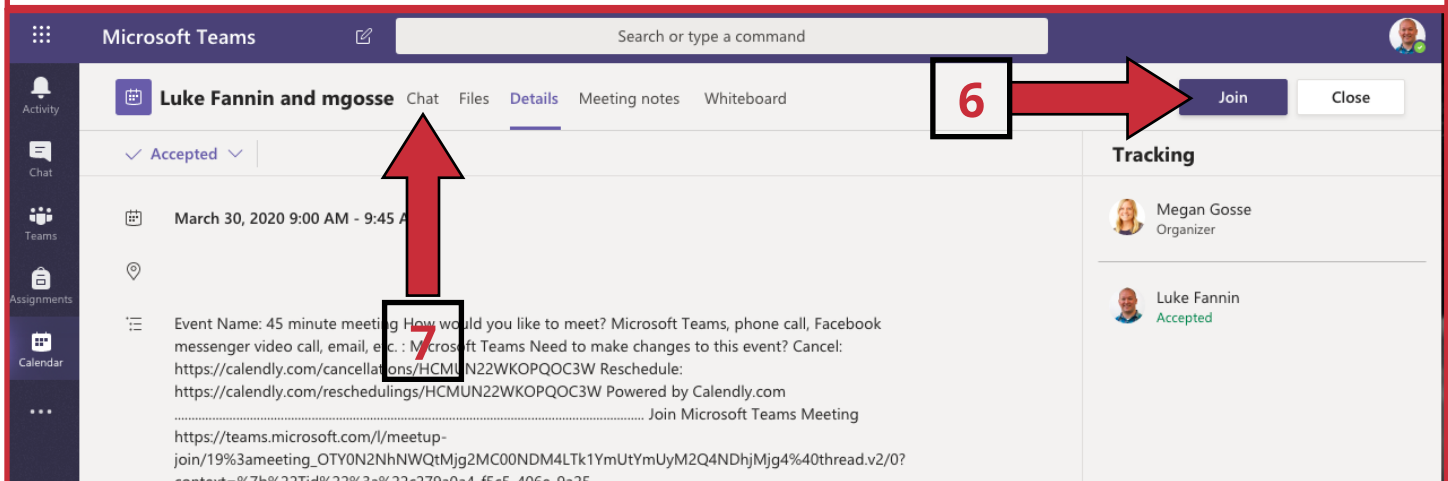 Microsoft Teams
Search or type a command
Activity
Chat
Teams
Assignments
Calendar
Luke Fannin and mgosse Chat Files Details Meeting notes Whiteboard
6
Join Close
Accepted
March 30, 2020 9:00 AM - 9:45 A
7
Event Name: 45 minute meeting How would you like to meet? Microsoft Teams, phone call, Facebook
messenger video call, email, etc. : Microsoft Teams Need to make changes to this event? Cancel:
https://calendly.com/cancellations/HCMUN22WKOPQOC3W Reschedule:
https://calendly.com/reschedulings/HCMUN22WKOPQOC3W Powered by Calendly.com
Join Microsoft Teams Meeting
https://teams.microsoft.com/l/meetup-
join/19%3ameeting_OTY0N2NhNWQtMjg2MC00NDM4LTk1YmUtYmUyM2Q4NDhjMjg4%40thread.v2/0?
Tracking
Megan Gosse
Organizer
Luke Fannin
Accepted